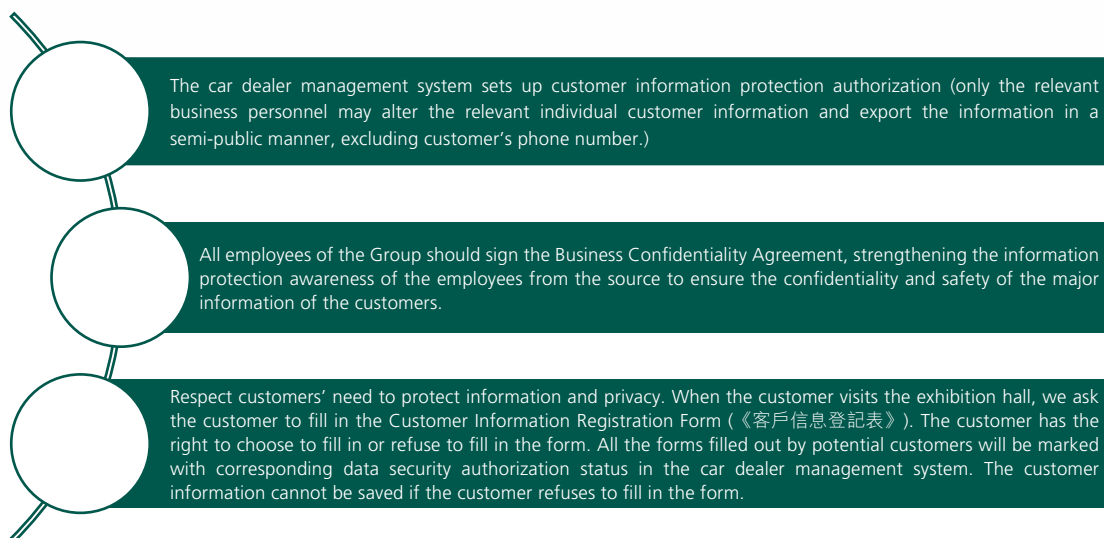 The car dealer management system sets up customer information protection authorization (only the relevant
business personnel may alter the relevant individual customer information and export the information in a
semi-public manner, excluding customer’s phone number.)
All employees of the Group should sign the Business Confidentiality Agreement, strengthening the information
protection awareness of the employees from the source to ensure the confidentiality and safety of the major
information of the customers.
Respect customers’ need to protect information and privacy. When the customer visits the exhibition hall, we ask
the customer to fill in the Customer Information Registration Form (《客戶信息登記表》). The customer has the
right to choose to fill in or refuse to fill in the form. All the forms filled out by potential customers will be marked
with corresponding data security authorization status in the car dealer management system. The customer
information cannot be saved if the customer refuses to fill in the form.